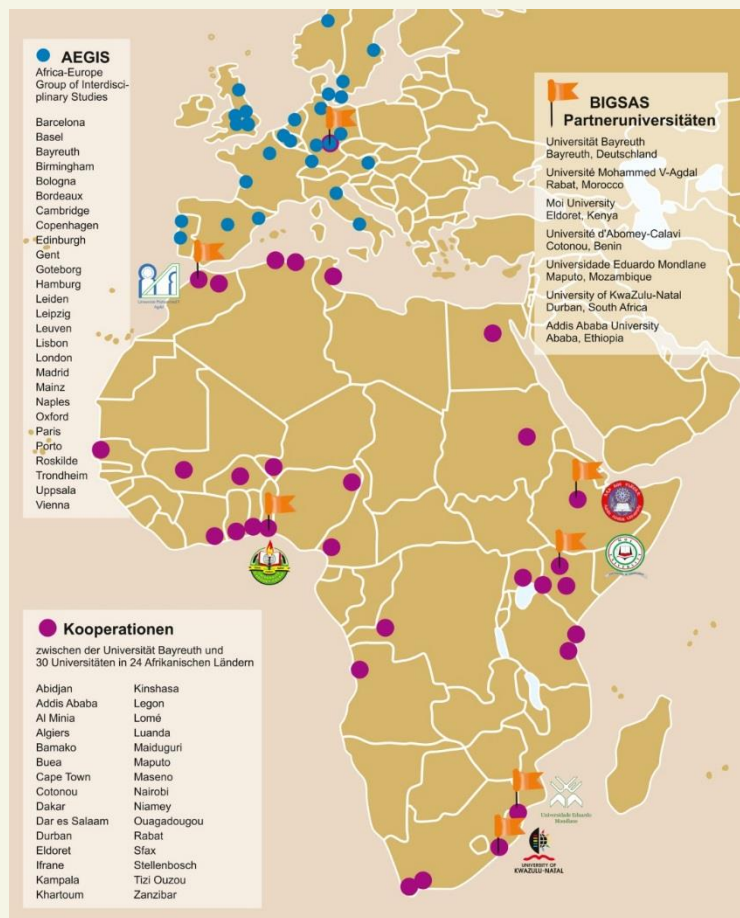 AEGIS
Africa-Europe
Group of Interdisci-
plinary Studies
Barcelona
Basel
Bayreuth
Birmingham
Bologna
Bordeaux
Cambridge
Copenhagen
Edinburgh
Gent
Goteborg
Hamburg
Leiden
Leipzig
Leuven
Lisbon
London
Madrid
Mainz
Naples
Oxford
Paris
Porto
Roskilde
Trondheim
Uppsala
Vienna
BIGSAS
Partneruniversitäten
Universität Bayreuth
Bayreuth, Deutschland
Université Mohammed V-Agdal
Rabat, Morocco
Moi University
Eldoret, Kenya
Université d'Abomey-Calavi
Cotonou, Benin
Universidade Eduardo Mondlane
Maputo, Mozambique
University of KwaZulu-Natal
Durban, South Africa
Addis Ababa University
Ababa, Ethiopia
Kooperationen
zwischen der Universität Bayreuth und
30 Universitäten in 24 Afrikanischen Ländern
Abidjan
Addis Ababa
Al Minia
Algiers
Bamako
Buea
Cape Town
Cotonou
Dakar
Dar es Salaam
Durban
Eldoret
Ifrane
Kampala
Khartoum
Kinshasa
Legon
Lomé
Luanda
Maiduguri
Maputo
Maseno
Nairobi
Niamey
Ouagadougou
Rabat
Sfax
Stellenbosch
Tizi Ouzou
Zanzibar
Universidade Eduardo
Mondlane
UNIVERSITY OF
KWAZULU-NATAL